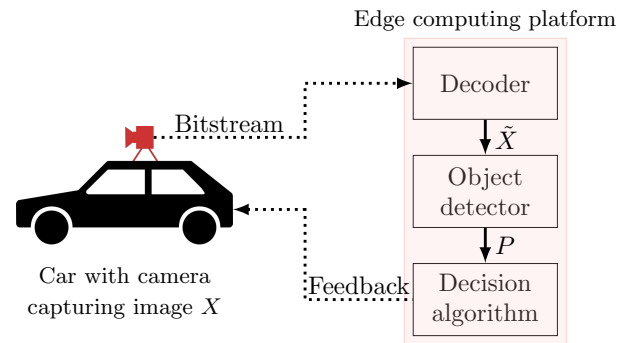 Edge computing platform
Decoder
Bitstream
X̃
Object
detector
P
Car with camera
capturing image X
Feedback
Decision
algorithm